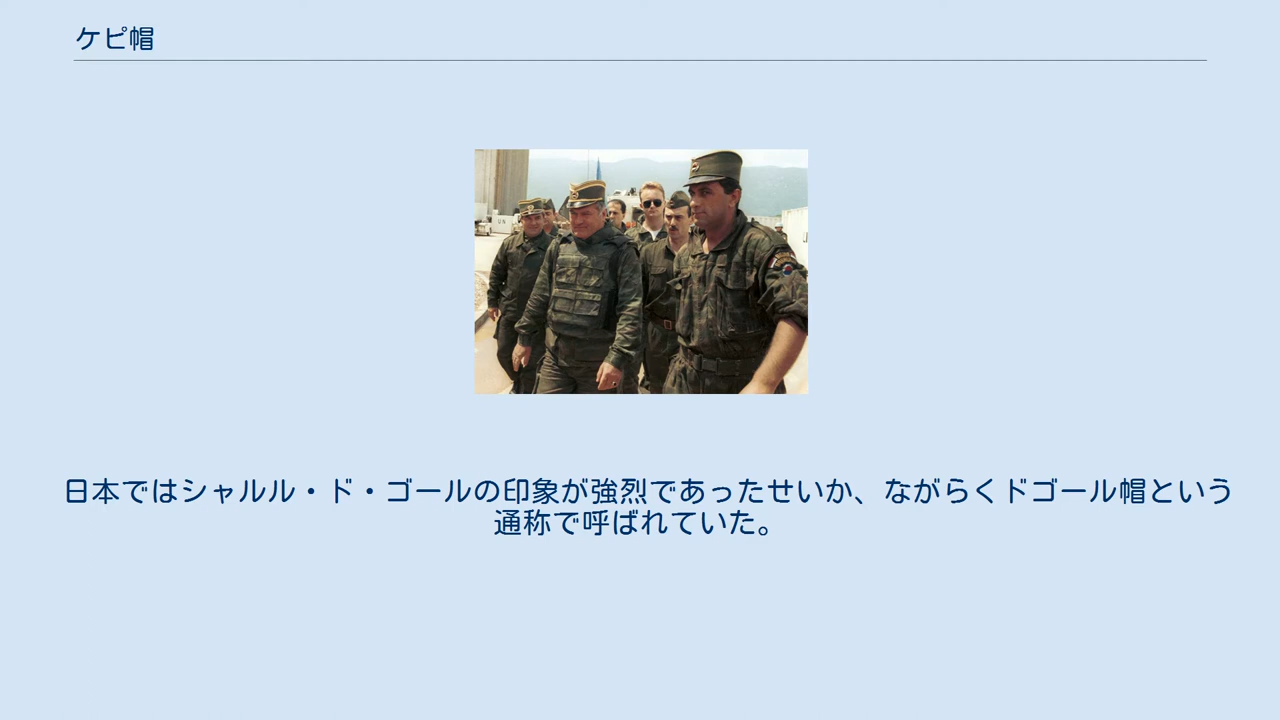 ケピ帽
UN
日本ではシャルル・ド・ゴールの印象が強烈であったせいか、ながらくドゴール帽という
通称で呼ばれていた。